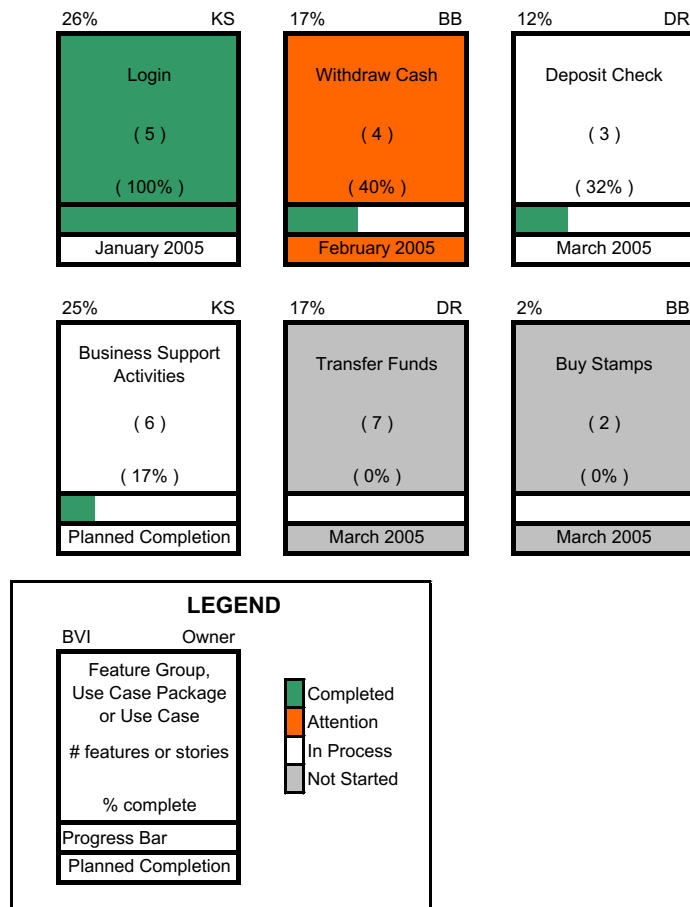 26% KS
Login
( 5 )
( 100% )
January 2005
17% BB
Withdraw Cash
( 4 )
( 40% )
February 2005
12% DR
Deposit Check
( 3 )
( 32% )
March 2005
25% KS
Business Support
Activities
( 6 )
( 17% )
Planned Completion
17% DR
Transfer Funds
( 7 )
( 0% )
March 2005
2% BB
Buy Stamps
( 2 )
( 0% )
March 2005
LEGEND
BVI Owner
Feature Group,
Use Case Package
or Use Case
# features or stories
% complete
Progress Bar
Planned Completion
Completed
Attention
In Process
Not Started